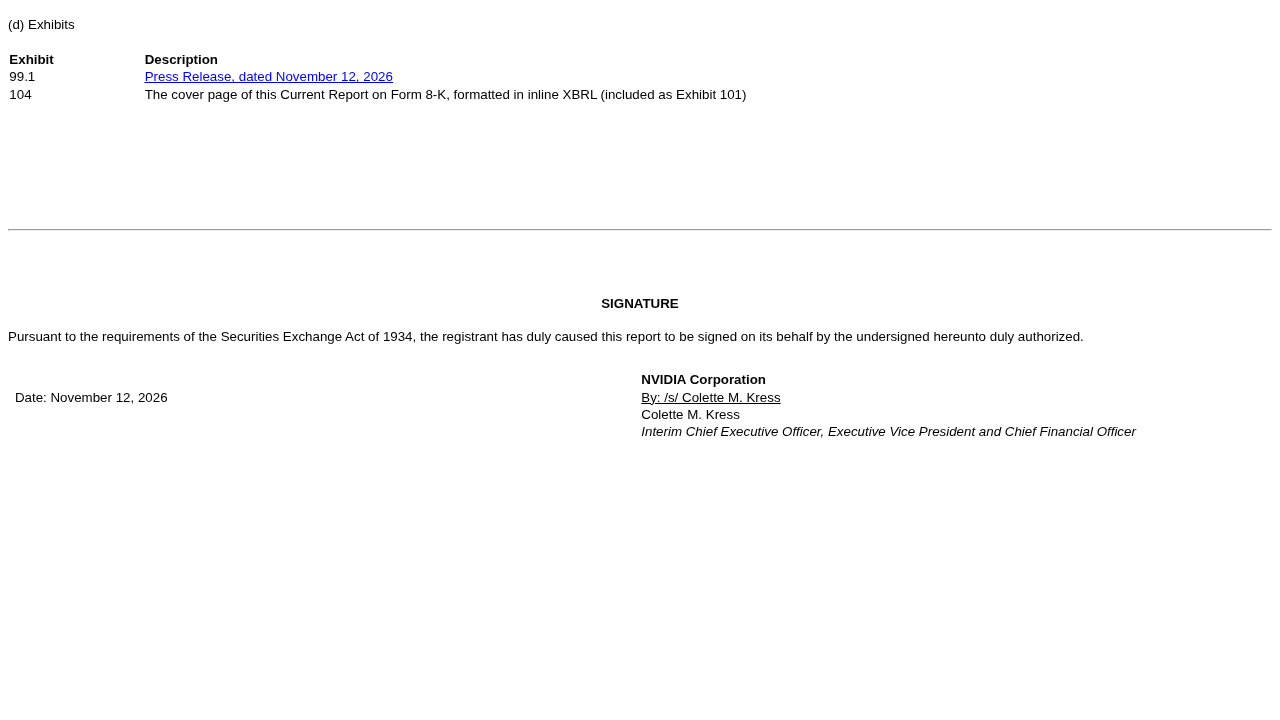 (d) Exhibits
Exhibit Description
99.1 Press Release, dated November 12, 2026
104 The cover page of this Current Report on Form 8-K, formatted in inline XBRL (included as Exhibit 101)
SIGNATURE
Pursuant to the requirements of the Securities Exchange Act of 1934, the registrant has duly caused this report to be signed on its behalf by the undersigned hereunto duly authorized.
NVIDIA Corporation
Date: November 12, 2026 By: /s/ Colette M. Kress
Colette M. Kress
Interim Chief Executive Officer, Executive Vice President and Chief Financial Officer